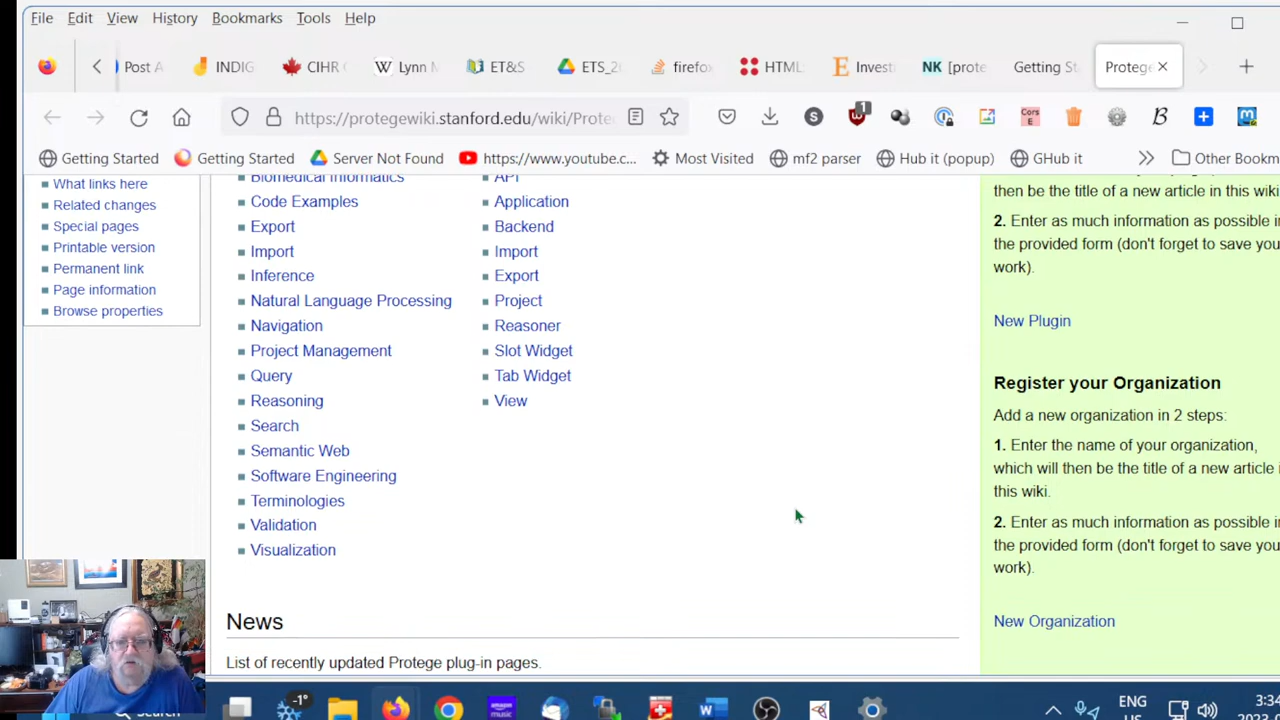 File Edit View History Bookmarks Tools Help
Post A INDIG CIHR Lynn M ET&S ETS_2 firefo HTML Investi NK [prote Getting St Protege
https://protegewiki.stanford.edu/wiki/Prote
Getting Started Getting Started Server Not Found https://www.youtube.c... Most Visited mf2 parser Hub it (popup) GHub it Other Bookm
What links here
Related changes
Special pages
Printable version
Permanent link
Page information
Browse properties
Biomedical Informatics
Code Examples
Export
Import
Inference
Natural Language Processing
Navigation
Project Management
Query
Reasoning
Search
Semantic Web
Software Engineering
Terminologies
Validation
Visualization
API
Application
Backend
Import
Export
Project
Reasoner
Slot Widget
Tab Widget
View
News
List of recently updated Protege plug-in pages.
then be the title of a new article in this wiki
2. Enter as much information as possible in
the provided form (don't forget to save you
work).
New Plugin
Register your Organization
Add a new organization in 2 steps:
1. Enter the name of your organization,
which will then be the title of a new article i
this wiki.
2. Enter as much information as possible in
the provided form (don't forget to save you
work).
New Organization
Search -1° ENG 3:34